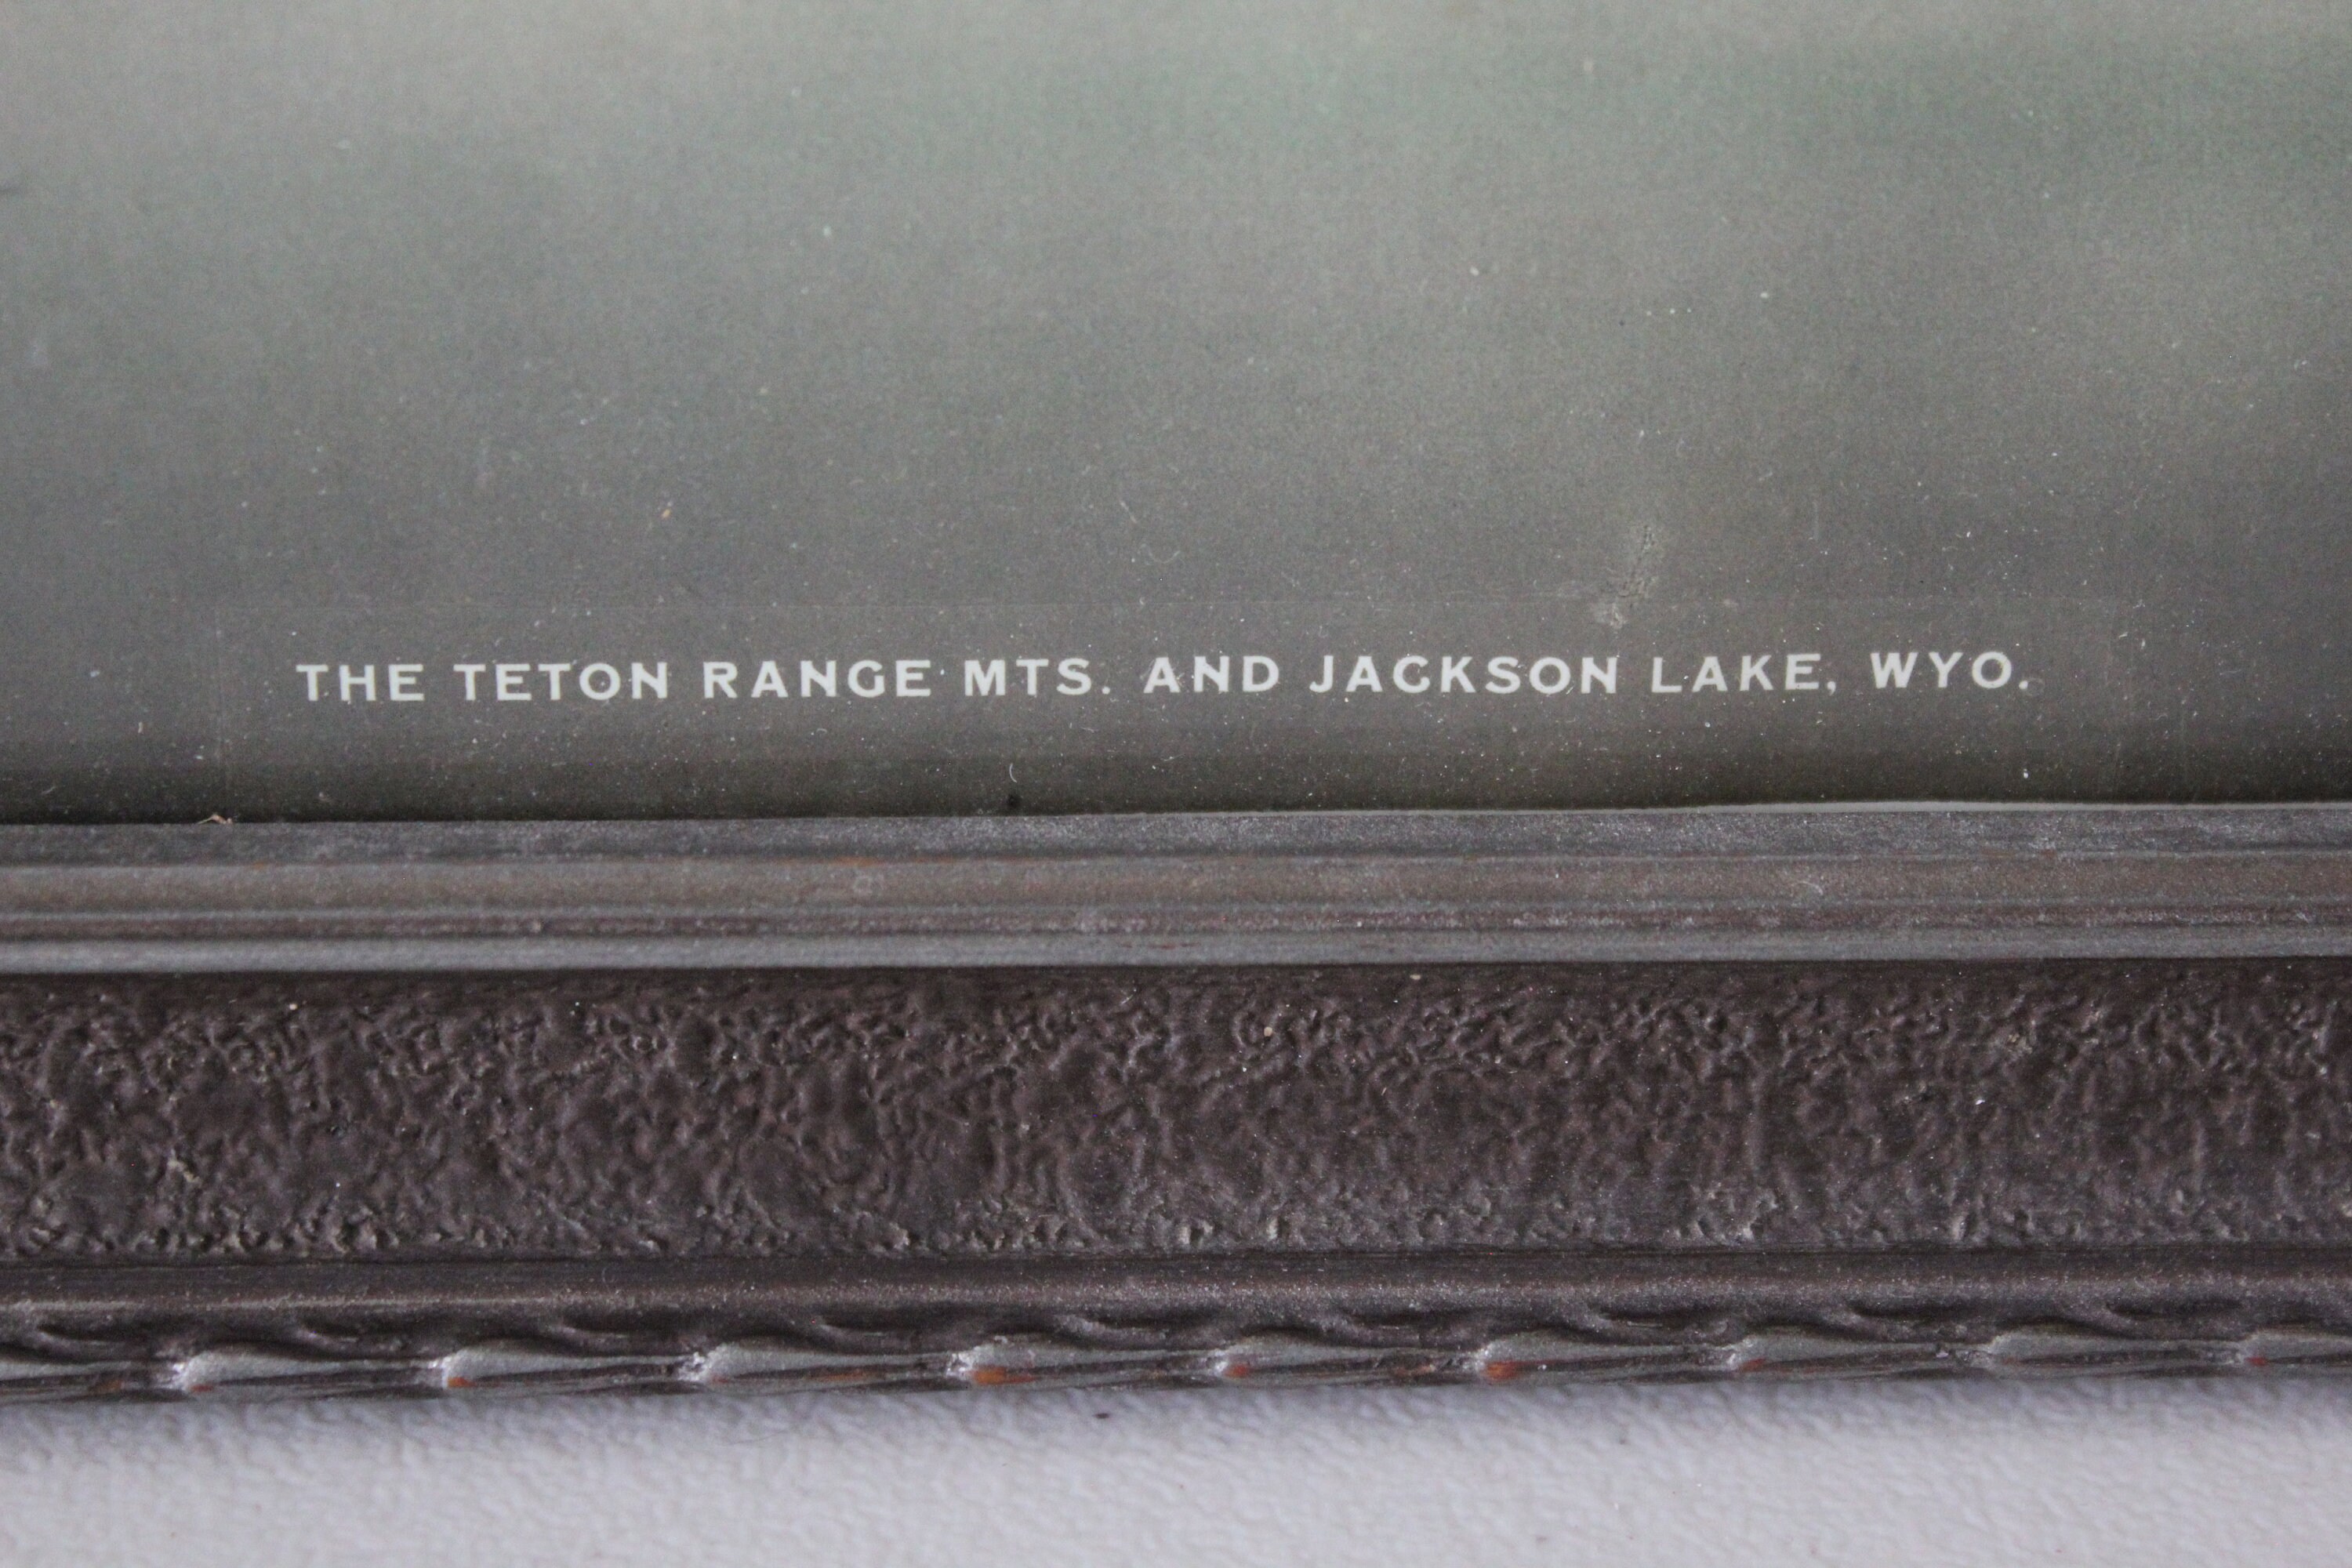 THE TETON RANGE MTS. AND JACKSON LAKE, WYO.